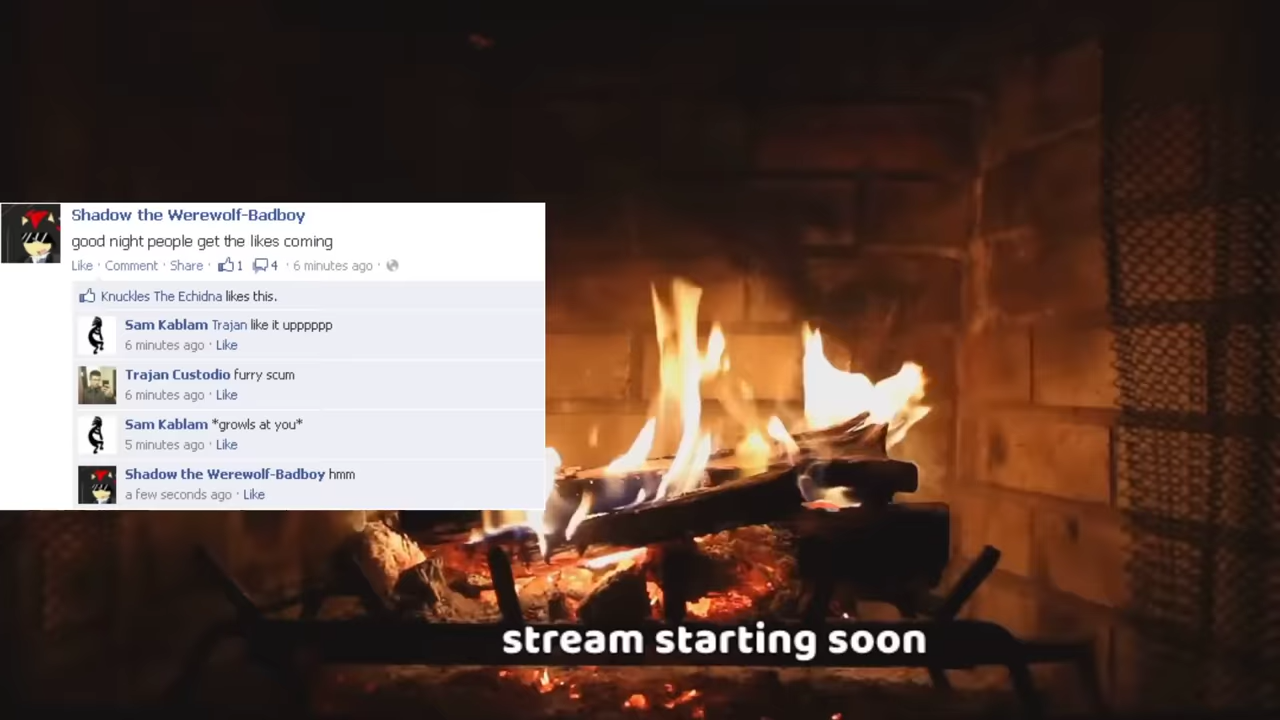 Shadow the Werewolf-Badboy
good night people get the likes coming
Like · Comment · Share · 1 4 · 6 minutes ago ·
Knuckles The Echidna likes this.
Sam Kablam Trajan like it upppppp
6 minutes ago · Like
Trajan Custodio furry scum
6 minutes ago · Like
Sam Kablam *growls at you*
5 minutes ago · Like
Shadow the Werewolf-Badboy hmm
a few seconds ago · Like
stream starting soon